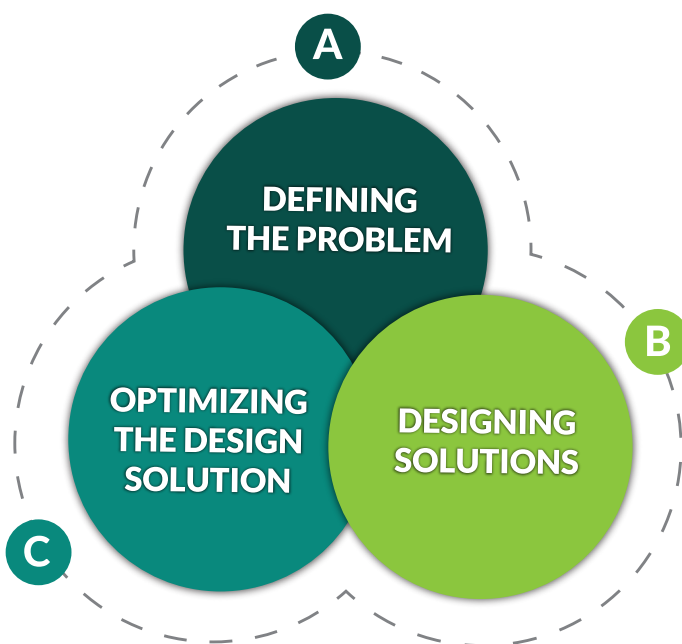 A
DEFINING
THE PROBLEM
B
DESIGNING
SOLUTIONS
OPTIMIZING
THE DESIGN
SOLUTION
C